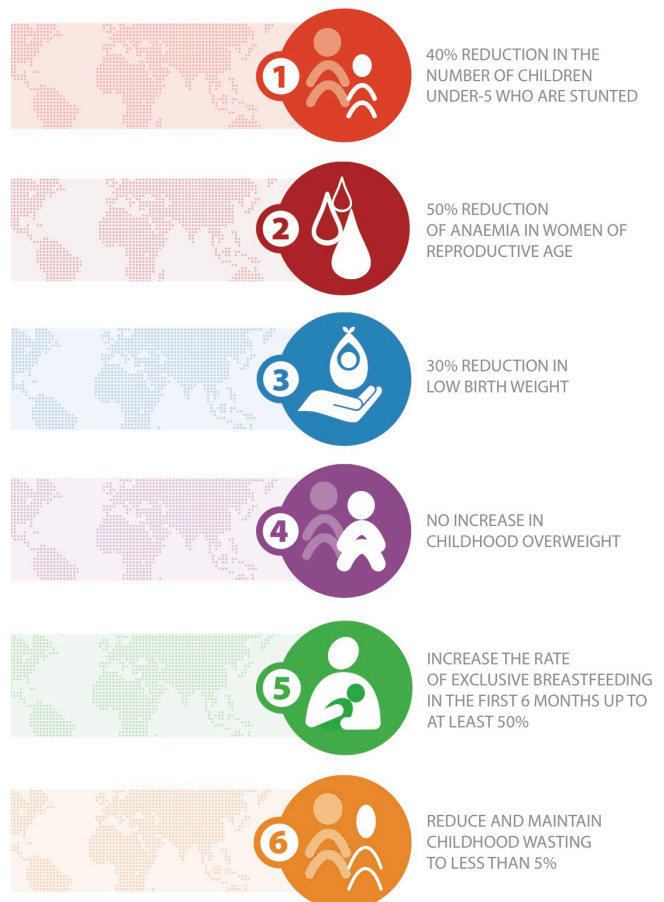 1
40% REDUCTION IN THE
NUMBER OF CHILDREN
UNDER-5 WHO ARE STUNTED
2
50% REDUCTION
OF ANAEMIA IN WOMEN OF
REPRODUCTIVE AGE
3
30% REDUCTION IN
LOW BIRTH WEIGHT
4
NO INCREASE IN
CHILDHOOD OVERWEIGHT
5
INCREASE THE RATE
OF EXCLUSIVE BREASTFEEDING
IN THE FIRST 6 MONTHS UP TO
AT LEAST 50%
6
REDUCE AND MAINTAIN
CHILDHOOD WASTING
TO LESS THAN 5%